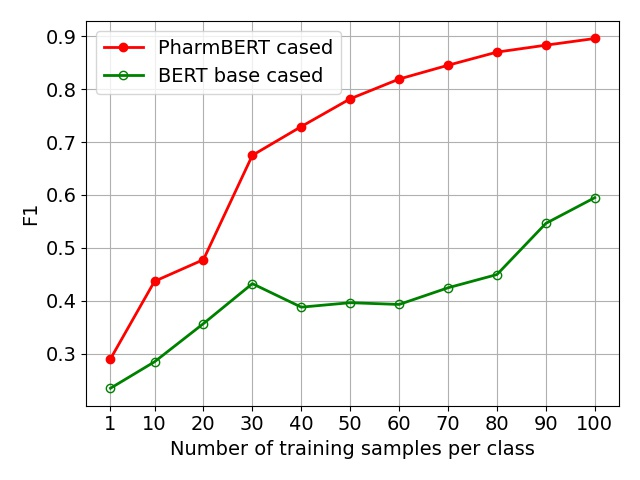 PharmBERT cased
BERT base cased
F1
0.9
0.8
0.7
0.6
0.5
0.4
0.3
1 10 20 30 40 50 60 70 80 90 100
Number of training samples per class